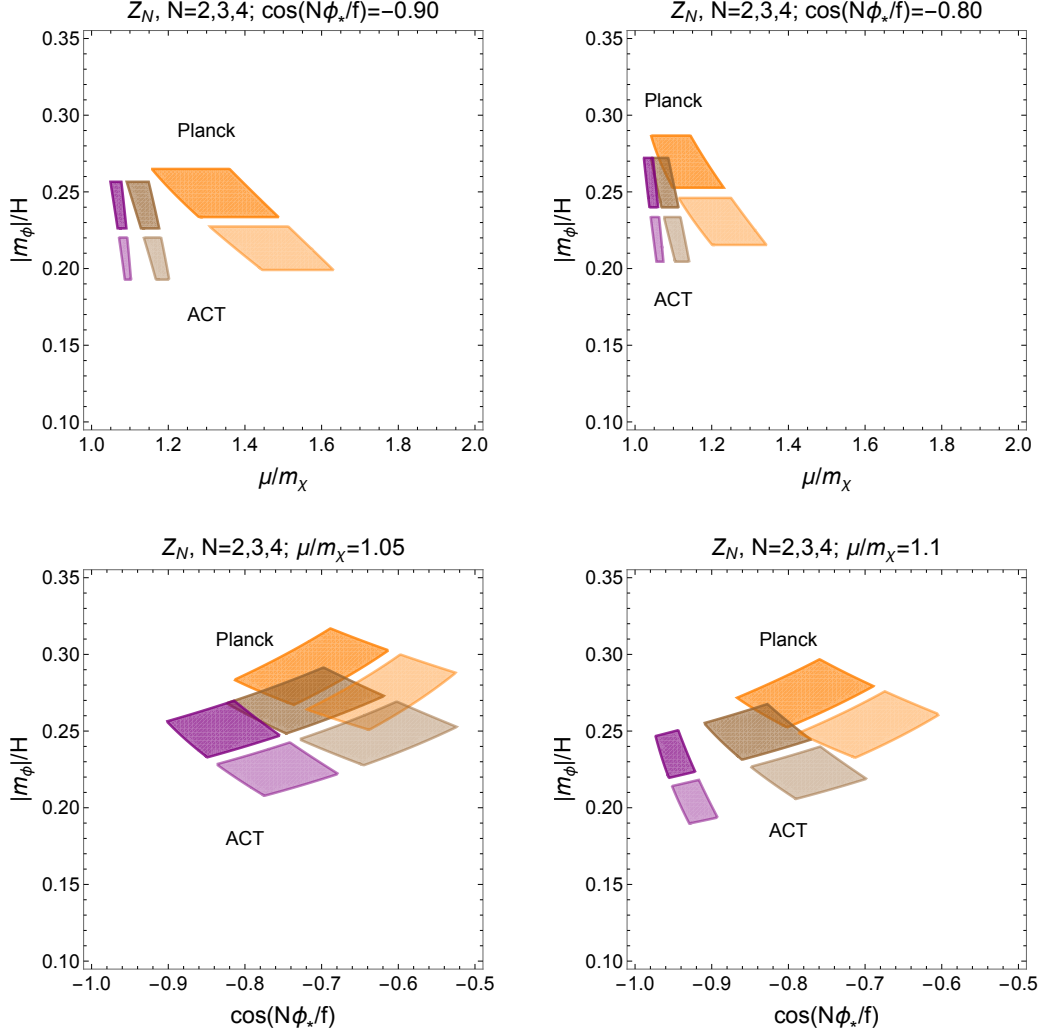 Z_N, N=2,3,4; cos(Nϕ_*/f)=−0.90
0.35
0.30
0.25
0.20
0.15
0.10
|m_ϕ|/H
Planck
ACT
1.0 1.2 1.4 1.6 1.8 2.0
μ/m_χ
Z_N, N=2,3,4; cos(Nϕ_*/f)=−0.80
0.35
0.30
0.25
0.20
0.15
0.10
|m_ϕ|/H
Planck
ACT
1.0 1.2 1.4 1.6 1.8 2.0
μ/m_χ
Z_N, N=2,3,4; μ/m_χ=1.05
0.35
0.30
0.25
0.20
0.15
0.10
|m_ϕ|/H
Planck
ACT
−1.0 −0.9 −0.8 −0.7 −0.6 −0.5
cos(Nϕ_*/f)
Z_N, N=2,3,4; μ/m_χ=1.1
0.35
0.30
0.25
0.20
0.15
0.10
|m_ϕ|/H
Planck
ACT
−1.0 −0.9 −0.8 −0.7 −0.6 −0.5
cos(Nϕ_*/f)